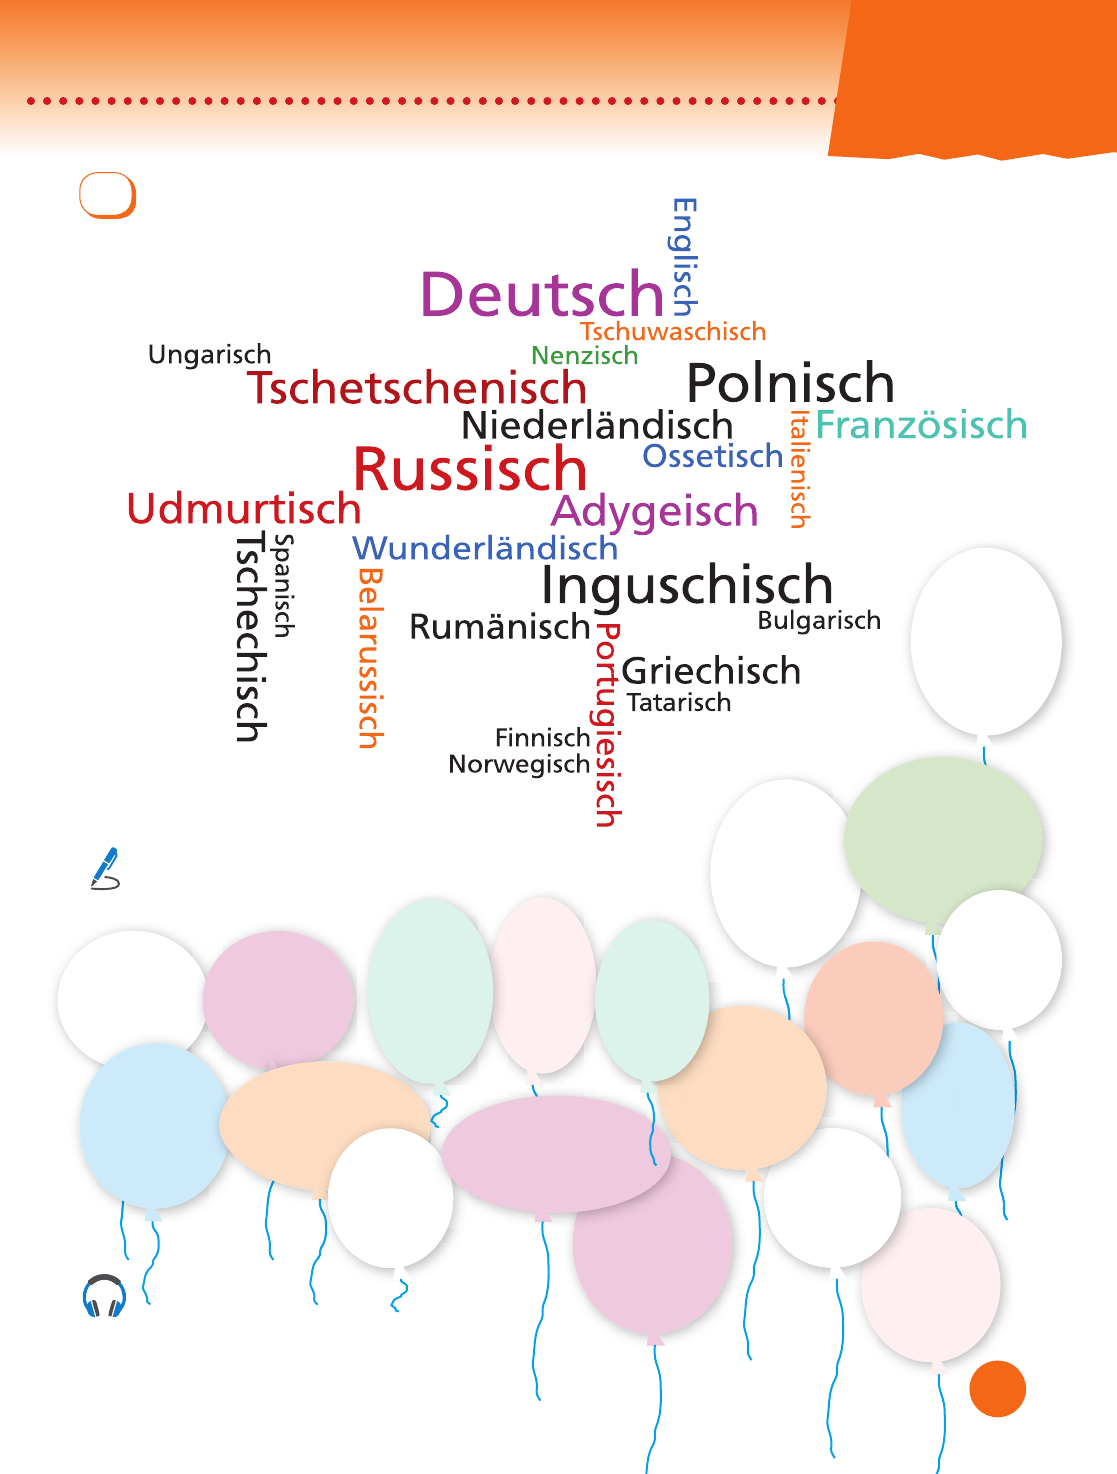 Englisch
Deutsch
Tschuwaschisch
Ungarisch
Nenzisch
Tschetschenisch
Polnisch
Niederländisch
Italienisch
Französisch
Russisch
Ossetisch
Udmurtisch
Adygeisch
Tschechisch
Spanisch
Wunderländisch
Belarussisch
Inguschisch
Rumänisch
Bulgarisch
Portugiesisch
Griechisch
Tatarisch
Finnisch
Norwegisch